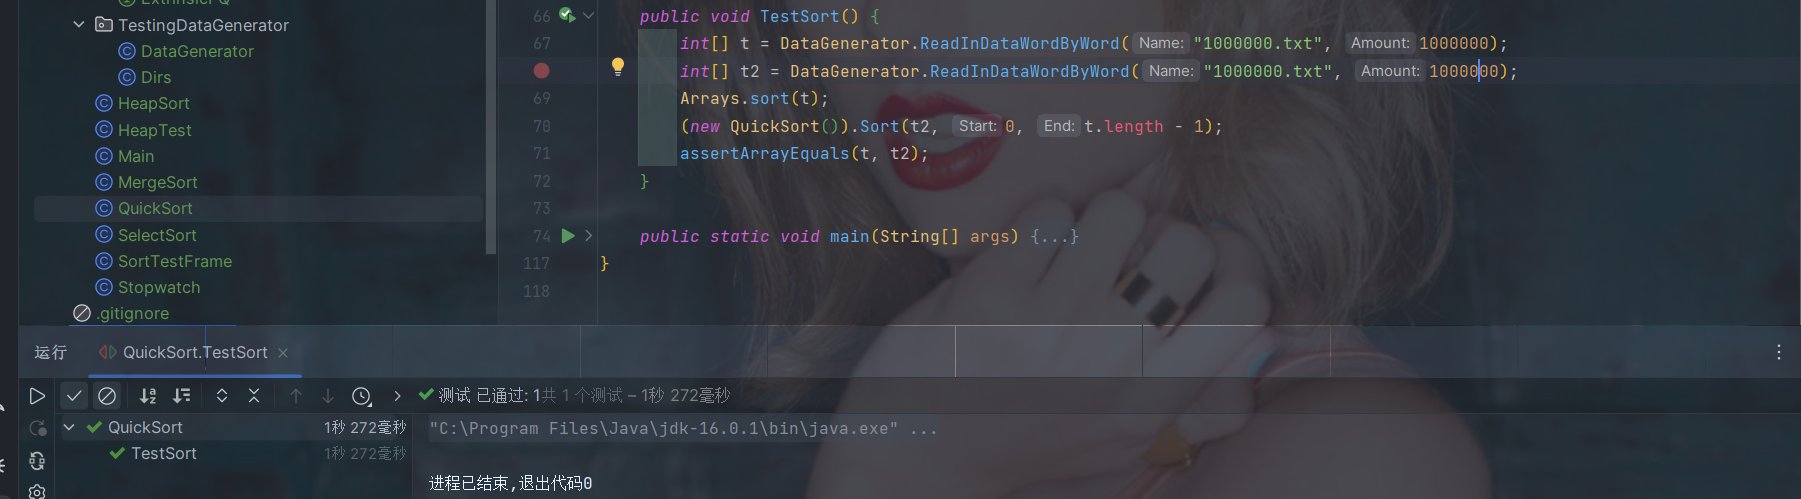 ExtrinsicPQ
TestingDataGenerator
DataGenerator
Dirs
HeapSort
HeapTest
Main
MergeSort
QuickSort
SelectSort
SortTestFrame
Stopwatch
.gitignore
66 public void TestSort() {
67 int[] t = DataGenerator.ReadInDataWordByWord( Name: "1000000.txt", Amount: 1000000);
int[] t2 = DataGenerator.ReadInDataWordByWord( Name: "1000000.txt", Amount: 1000000);
69 Arrays.sort(t);
70 (new QuickSort()).Sort(t2, Start: 0, End: t.length - 1);
71 assertArrayEquals(t, t2);
72 }
73
74 public static void main(String[] args) {...}
117 }
118
运行 QuickSort.TestSort
测试 已通过: 1共 1 个测试 – 1秒 272毫秒
QuickSort 1秒 272毫秒
TestSort 1秒 272毫秒
"C:\Program Files\Java\jdk-16.0.1\bin\java.exe" ...
进程已结束,退出代码0